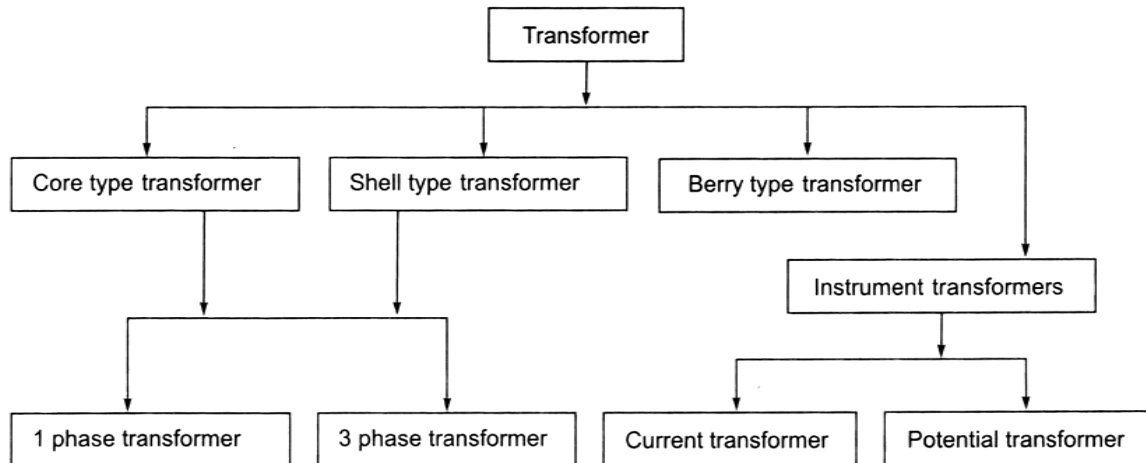 Transformer
Core type transformer
Shell type transformer
Berry type transformer
Instrument transformers
1 phase transformer
3 phase transformer
Current transformer
Potential transformer